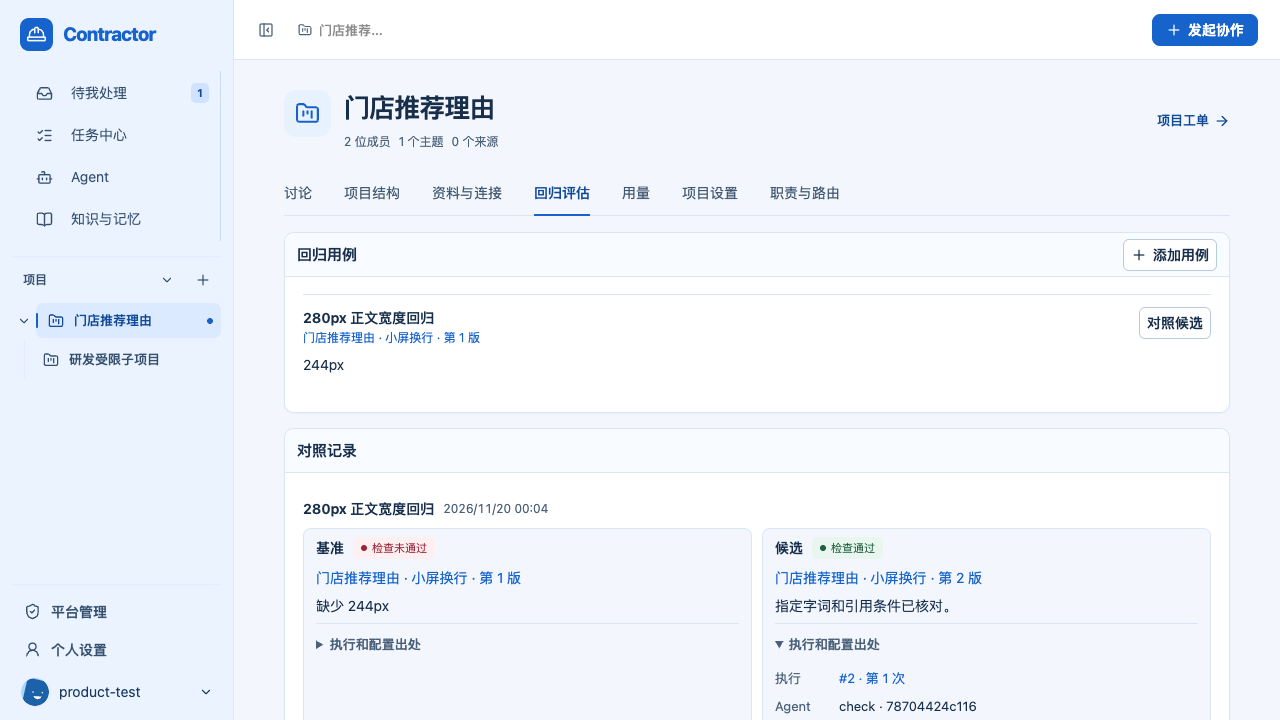 Contractor
待我处理
1
任务中心
Agent
知识与记忆
项目
门店推荐理由
研发受限子项目
平台管理
个人设置
product-test
门店推荐...
发起协作
门店推荐理由
2 位成员 1 个主题 0 个来源
项目工单
讨论 项目结构 资料与连接 回归评估 用量 项目设置 职责与路由
回归用例
添加用例
280px 正文宽度回归
门店推荐理由 · 小屏换行 · 第 1 版
244px
对照候选
对照记录
280px 正文宽度回归 2026/11/20 00:04
基准 检查未通过
门店推荐理由 · 小屏换行 · 第 1 版
缺少 244px
执行和配置出处
候选 检查通过
门店推荐理由 · 小屏换行 · 第 2 版
指定字词和引用条件已核对。
执行和配置出处
执行 #2 · 第 1 次
Agent check · 78704424c116